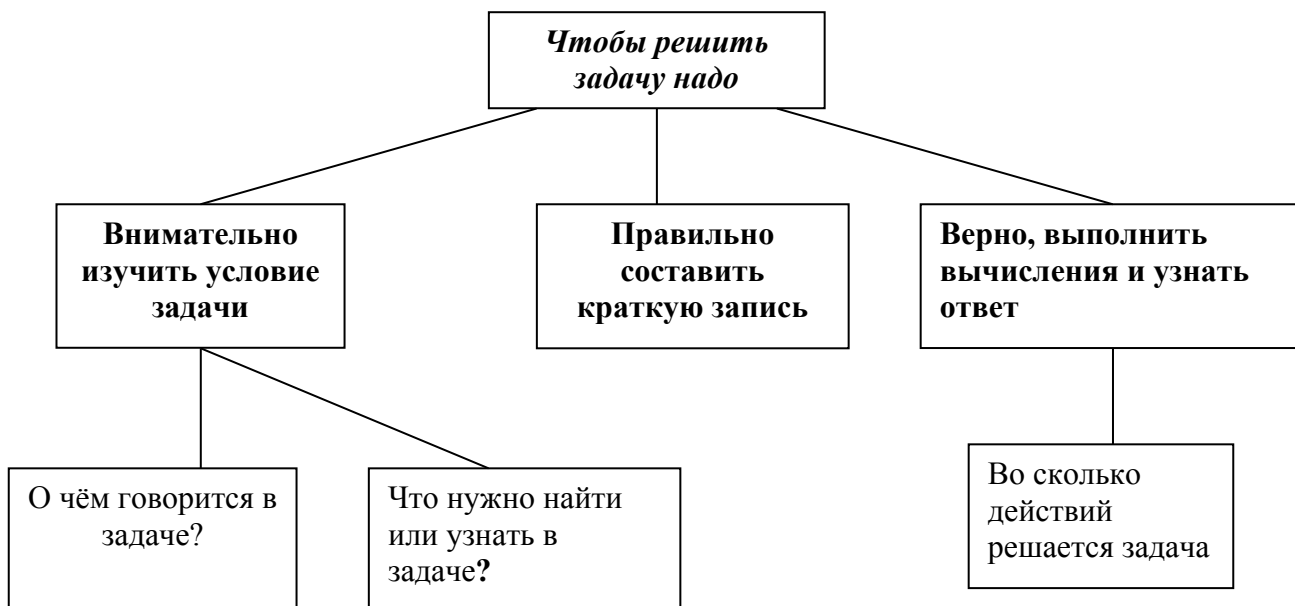 Чтобы решить
задачу надо
Внимательно
изучить условие
задачи
Правильно
составить
краткую запись
Верно, выполнить
вычисления и узнать
ответ
О чём говорится в
задаче?
Что нужно найти
или узнать в
задаче?
Во сколько
действий
решается задача